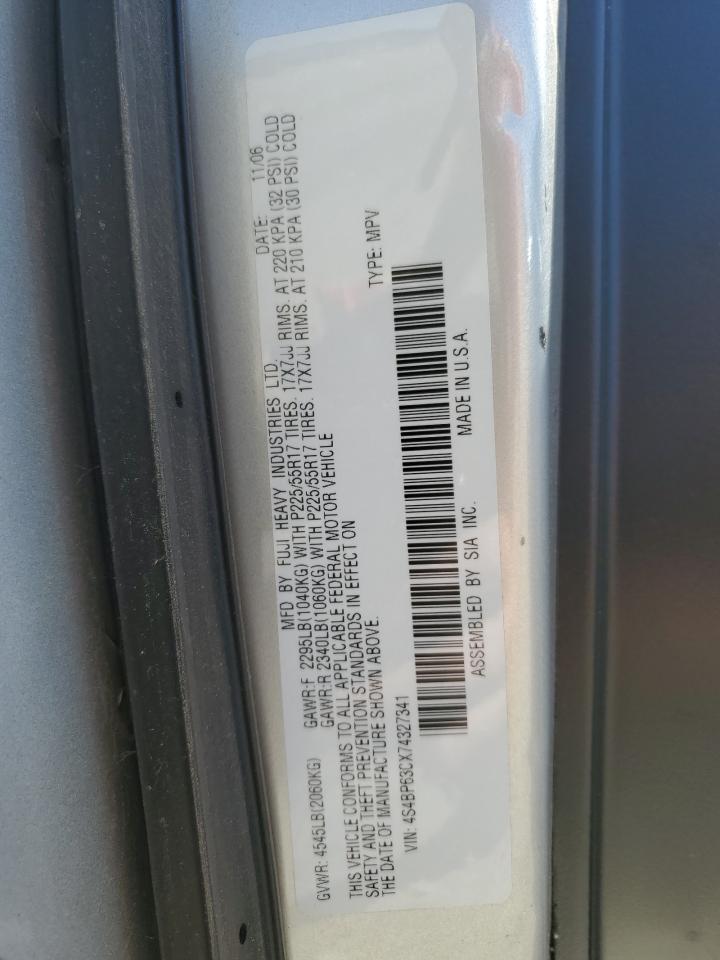 MFD BY FUJI HEAVY INDUSTRIES LTD. DATE: 11/06
GVWR: 4545LB(2060KG) GAWR:F 2295LB(1040KG) WITH P225/55R17 TIRES. 17X7JJ RIMS. AT 220 KPA (32 PSI) COLD
GAWR:R 2340LB(1060KG) WITH P225/55R17 TIRES. 17X7JJ RIMS. AT 210 KPA (30 PSI) COLD
THIS VEHICLE CONFORMS TO ALL APPLICABLE FEDERAL MOTOR VEHICLE
SAFETY AND THEFT PREVENTION STANDARDS IN EFFECT ON
THE DATE OF MANUFACTURE SHOWN ABOVE.
VIN: 4S4BP63CX74327341 TYPE: MPV
ASSEMBLED BY SIA INC. MADE IN U.S.A.